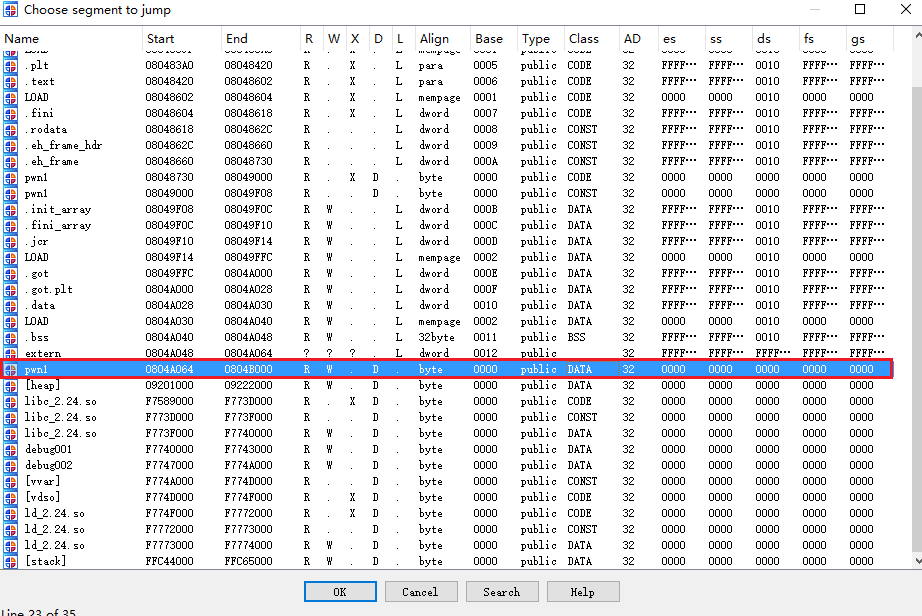 Choose segment to jump
Name Start End R W X D L Align Base Type Class AD es ss ds fs gs
.plt 080483A0 08048420 R . X . L para 0005 public CODE 32 FFFF… FFFF… 0010 FFFF… FFFF…
.text 08048420 08048602 R . X . L para 0006 public CODE 32 FFFF… FFFF… 0010 FFFF… FFFF…
LOAD 08048602 08048604 R . X . L mempage 0001 public CODE 32 0000 0000 0010 0000 0000
.fini 08048604 08048618 R . X . L dword 0007 public CODE 32 FFFF… FFFF… 0010 FFFF… FFFF…
.rodata 08048618 0804862C R . . . L dword 0008 public CONST 32 FFFF… FFFF… 0010 FFFF… FFFF…
.eh_frame_hdr 0804862C 08048660 R . . . L dword 0009 public CONST 32 FFFF… FFFF… 0010 FFFF… FFFF…
.eh_frame 08048660 08048730 R . . . L dword 000A public CONST 32 FFFF… FFFF… 0010 FFFF… FFFF…
pwn1 08048730 08049000 R . X D . byte 0000 public CODE 32 0000 0000 0000 0000 0000
pwn1 08049000 08049F08 R . . D . byte 0000 public CONST 32 0000 0000 0000 0000 0000
.init_array 08049F08 08049F0C R W . . L dword 000B public DATA 32 FFFF… FFFF… 0010 FFFF… FFFF…
.fini_array 08049F0C 08049F10 R W . . L dword 000C public DATA 32 FFFF… FFFF… 0010 FFFF… FFFF…
.jcr 08049F10 08049F14 R W . . L dword 000D public DATA 32 FFFF… FFFF… 0010 FFFF… FFFF…
LOAD 08049F14 08049FFC R W . . L mempage 0002 public DATA 32 0000 0000 0010 0000 0000
.got 08049FFC 0804A000 R W . . L dword 000E public DATA 32 FFFF… FFFF… 0010 FFFF… FFFF…
.got.plt 0804A000 0804A028 R W . . L dword 000F public DATA 32 FFFF… FFFF… 0010 FFFF… FFFF…
.data 0804A028 0804A030 R W . . L dword 0010 public DATA 32 FFFF… FFFF… 0010 FFFF… FFFF…
LOAD 0804A030 0804A040 R W . . L mempage 0002 public DATA 32 0000 0000 0010 0000 0000
.bss 0804A040 0804A048 R W . . L 32byte 0011 public BSS 32 FFFF… FFFF… 0010 FFFF… FFFF…
extern 0804A048 0804A064 ? ? ? . L dword 0012 public 32 FFFF… FFFF… FFFF… FFFF… FFFF…
pwn1 0804A064 0804B000 R W . D . byte 0000 public DATA 32 0000 0000 0000 0000 0000
[heap] 09201000 09222000 R W . D . byte 0000 public DATA 32 0000 0000 0000 0000 0000
libc_2.24.so F7589000 F773D000 R . X D . byte 0000 public CODE 32 0000 0000 0000 0000 0000
libc_2.24.so F773D000 F773F000 R . . D . byte 0000 public CONST 32 0000 0000 0000 0000 0000
libc_2.24.so F773F000 F7740000 R W . D . byte 0000 public DATA 32 0000 0000 0000 0000 0000
debug001 F7740000 F7743000 R W . D . byte 0000 public DATA 32 0000 0000 0000 0000 0000
debug002 F7747000 F774A000 R W . D . byte 0000 public DATA 32 0000 0000 0000 0000 0000
[vvar] F774A000 F774D000 R . . D . byte 0000 public CONST 32 0000 0000 0000 0000 0000
[vdso] F774D000 F774F000 R . X D . byte 0000 public CODE 32 0000 0000 0000 0000 0000
ld_2.24.so F774F000 F7772000 R . X D . byte 0000 public CODE 32 0000 0000 0000 0000 0000
ld_2.24.so F7772000 F7773000 R . . D . byte 0000 public CONST 32 0000 0000 0000 0000 0000
ld_2.24.so F7773000 F7774000 R W . D . byte 0000 public DATA 32 0000 0000 0000 0000 0000
[stack] FFC44000 FFC65000 R W . D . byte 0000 public DATA 32 0000 0000 0000 0000 0000
OK Cancel Search Help
Line 23 of 35